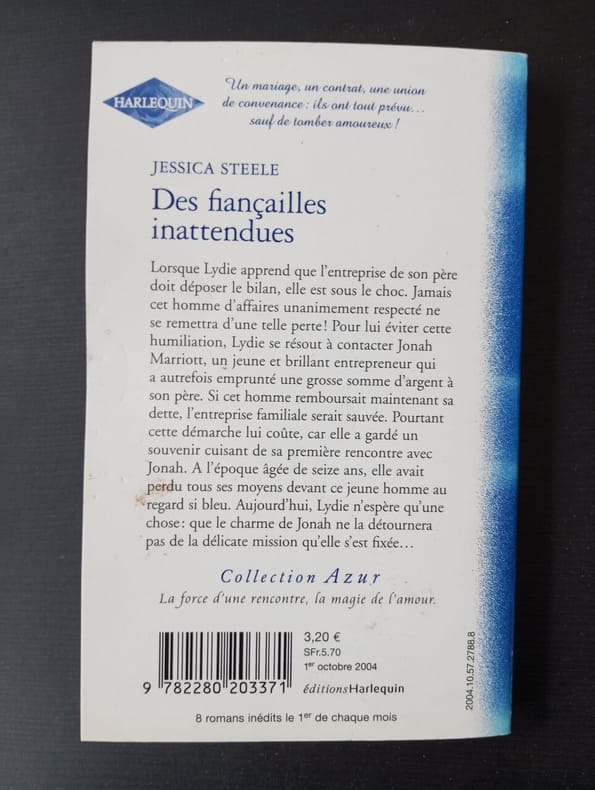 HARLEQUIN
Un mariage, un contrat, une union
de convenance : ils ont tout prévu...
sauf de tomber amoureux !
JESSICA STEELE
Des fiançailles
inattendues
Lorsque Lydie apprend que l'entreprise de son père
doit déposer le bilan, elle est sous le choc. Jamais
cet homme d'affaires unanimement respecté ne
se remettra d'une telle perte! Pour lui éviter cette
humiliation, Lydie se résout à contacter Jonah
Marriott, un jeune et brillant entrepreneur qui
a autrefois emprunté une grosse somme d'argent à
son père. Si cet homme remboursait maintenant sa
dette, l'entreprise familiale serait sauvée. Pourtant
cette démarche lui coûte, car elle a gardé un
souvenir cuisant de sa première rencontre avec
Jonah. A l'époque âgée de seize ans, elle avait
perdu tous ses moyens devant ce jeune homme au
regard si bleu. Aujourd'hui, Lydie n'espère qu'une
chose: que le charme de Jonah ne la détournera
pas de la délicate mission qu'elle s'est fixée...
Collection Azur
La force d'une rencontre, la magie de l'amour.
3,20 €
SFr.5.70
1er octobre 2004
9 782280 203371
éditionsHarlequin
8 romans inédits le 1er de chaque mois
2004.10.57.2788.8